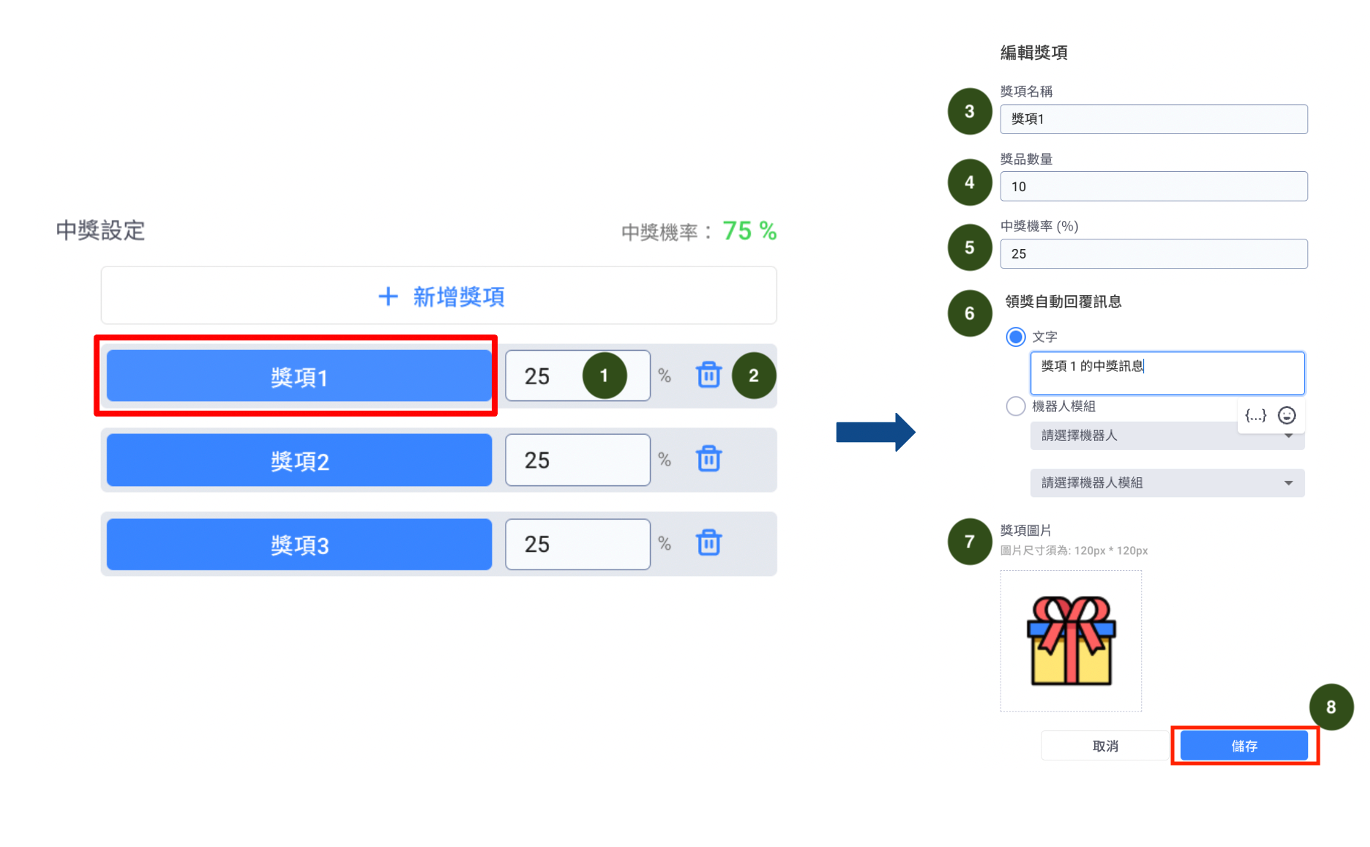 中獎設定
中獎機率： 75 %
+ 新增獎項
獎項1
25
1
%
2
獎項2
25
%
獎項3
25
%
編輯獎項
3
獎項名稱
獎項1
4
獎品數量
10
5
中獎機率 (%)
25
6
領獎自動回覆訊息
文字
獎項 1 的中獎訊息
機器人模組
{...}
請選擇機器人
請選擇機器人模組
7
獎項圖片
圖片尺寸須為: 120px * 120px
8
取消
儲存